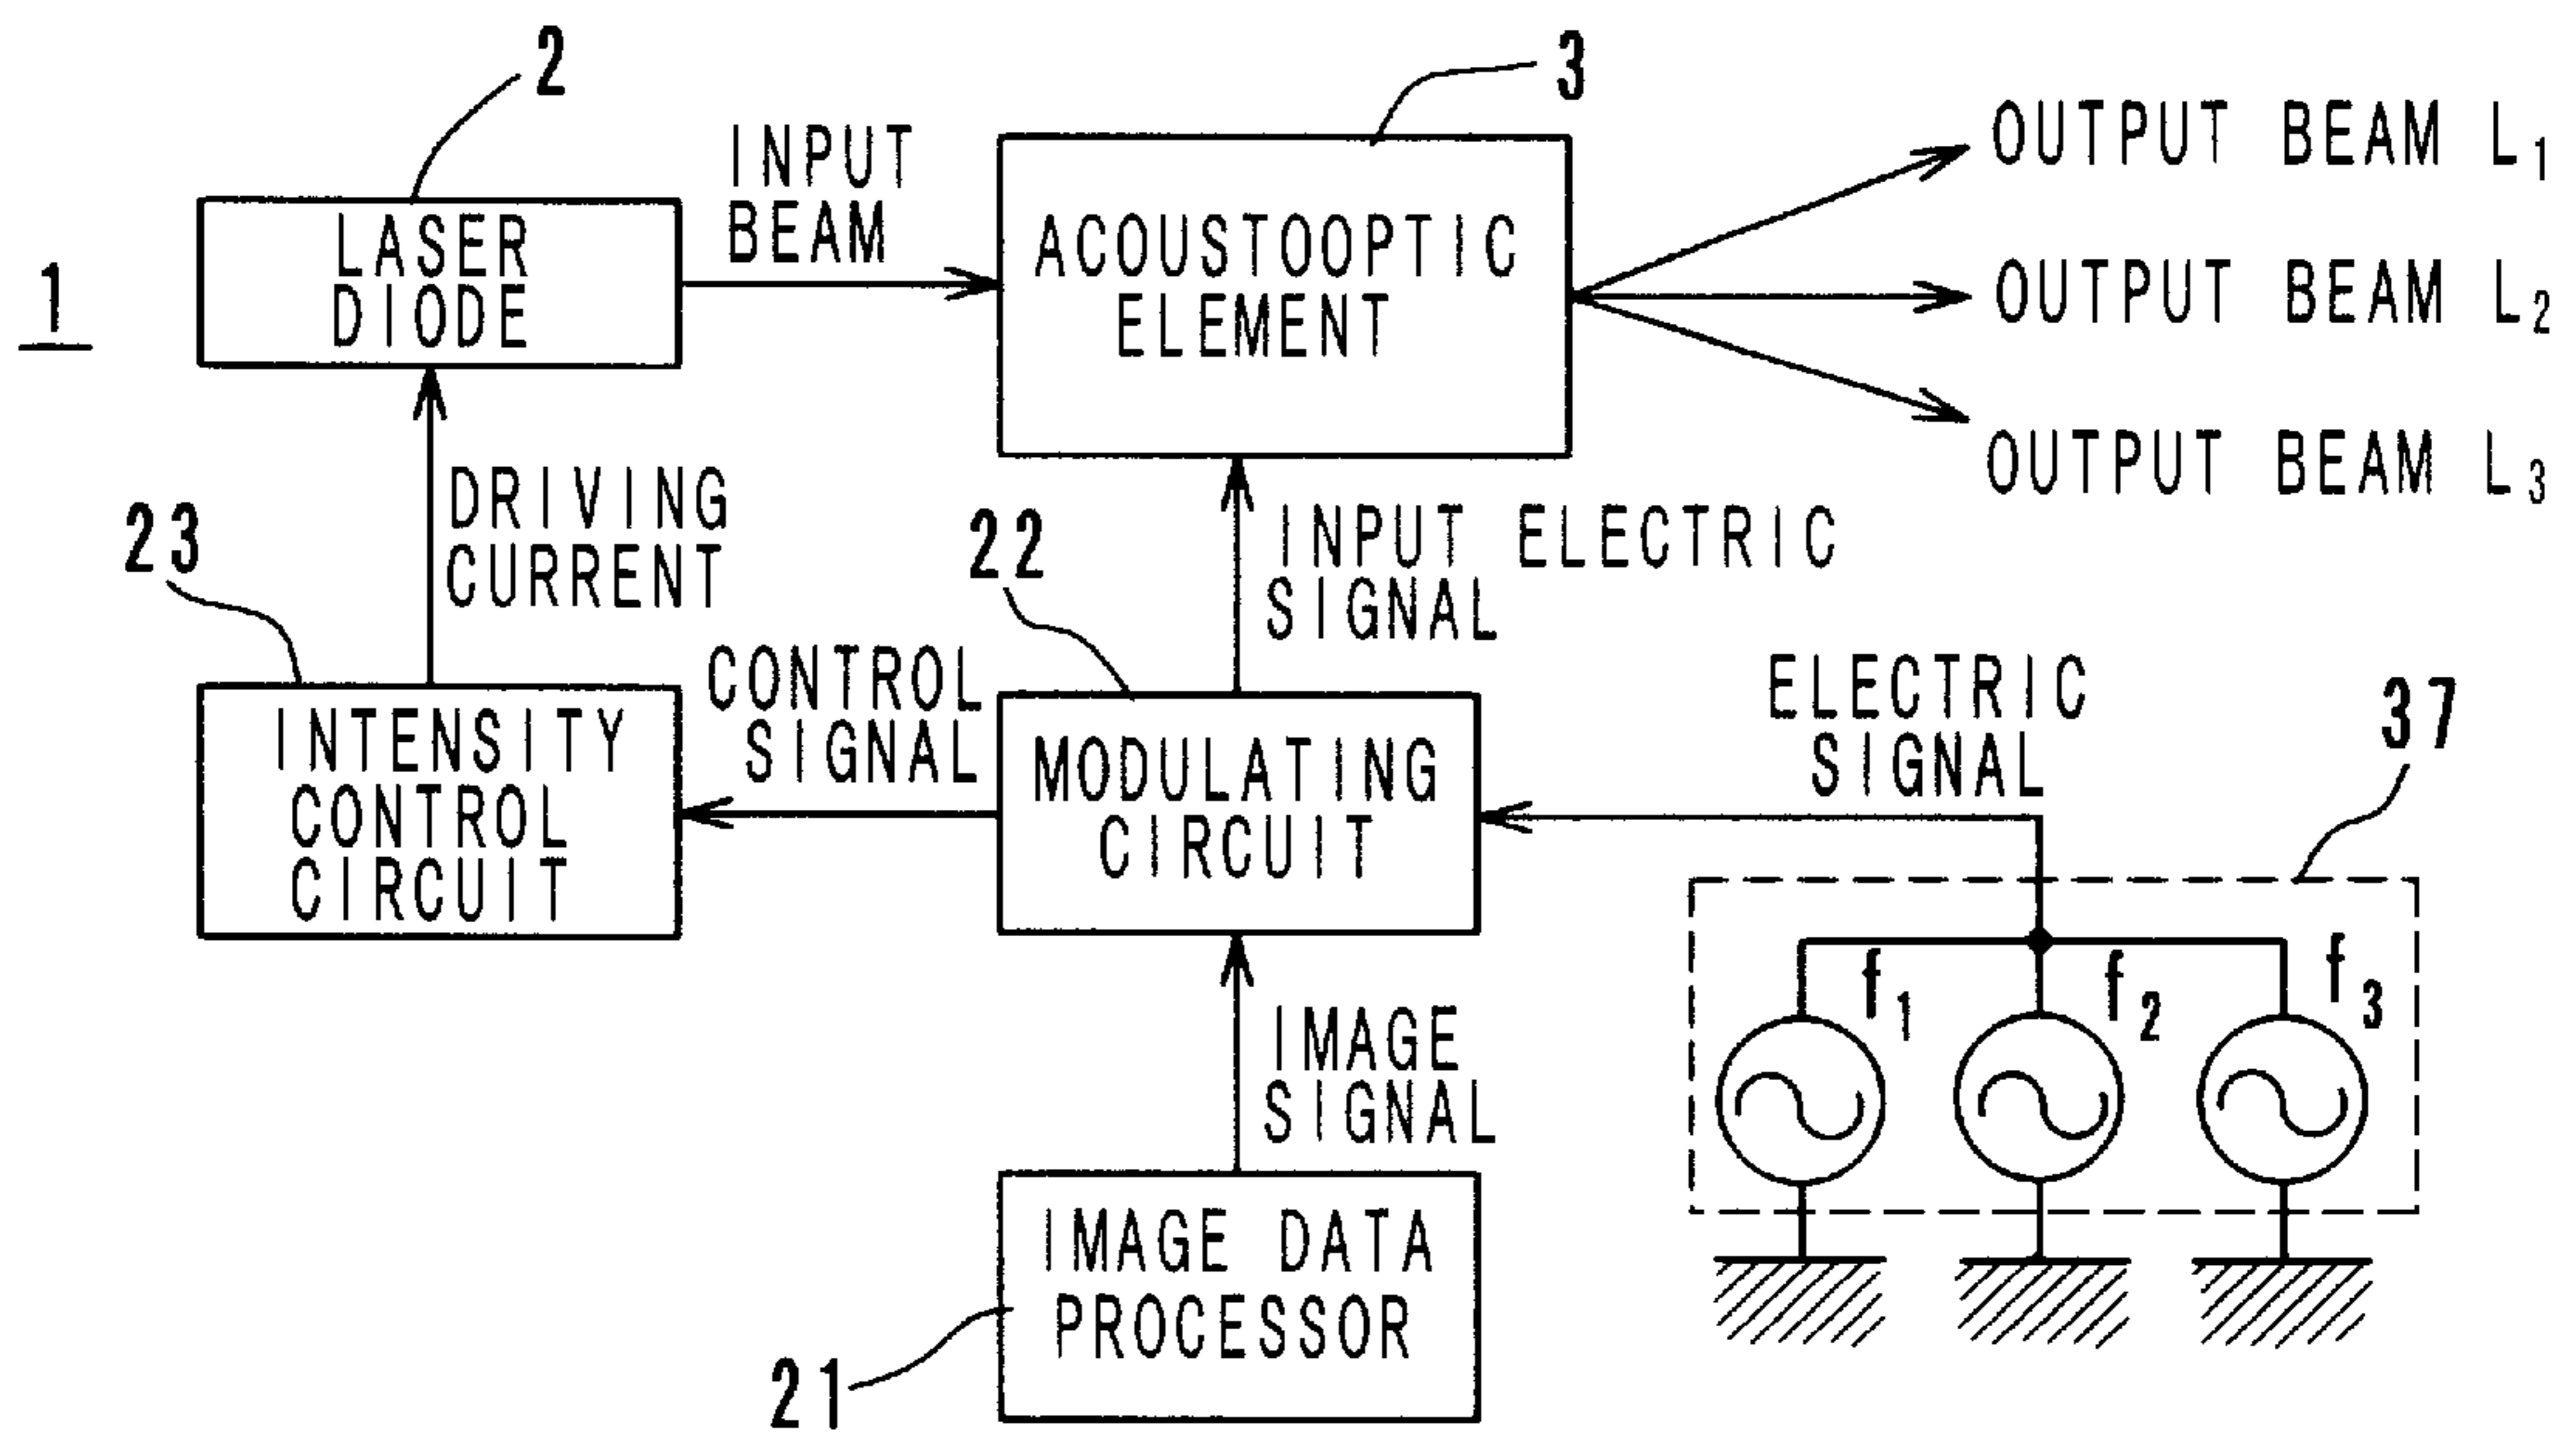 2
3
INPUT
BEAM
OUTPUT BEAM L₁
LASER
DIODE
ACOUSTOOPTIC
ELEMENT
1
OUTPUT BEAM L₂
OUTPUT BEAM L₃
DRIVING
CURRENT
23
22
INPUT ELECTRIC
SIGNAL
CONTROL
SIGNAL
ELECTRIC
SIGNAL
37
INTENSITY
CONTROL
CIRCUIT
MODULATING
CIRCUIT
f₁
f₂
f₃
IMAGE
SIGNAL
IMAGE DATA
PROCESSOR
21